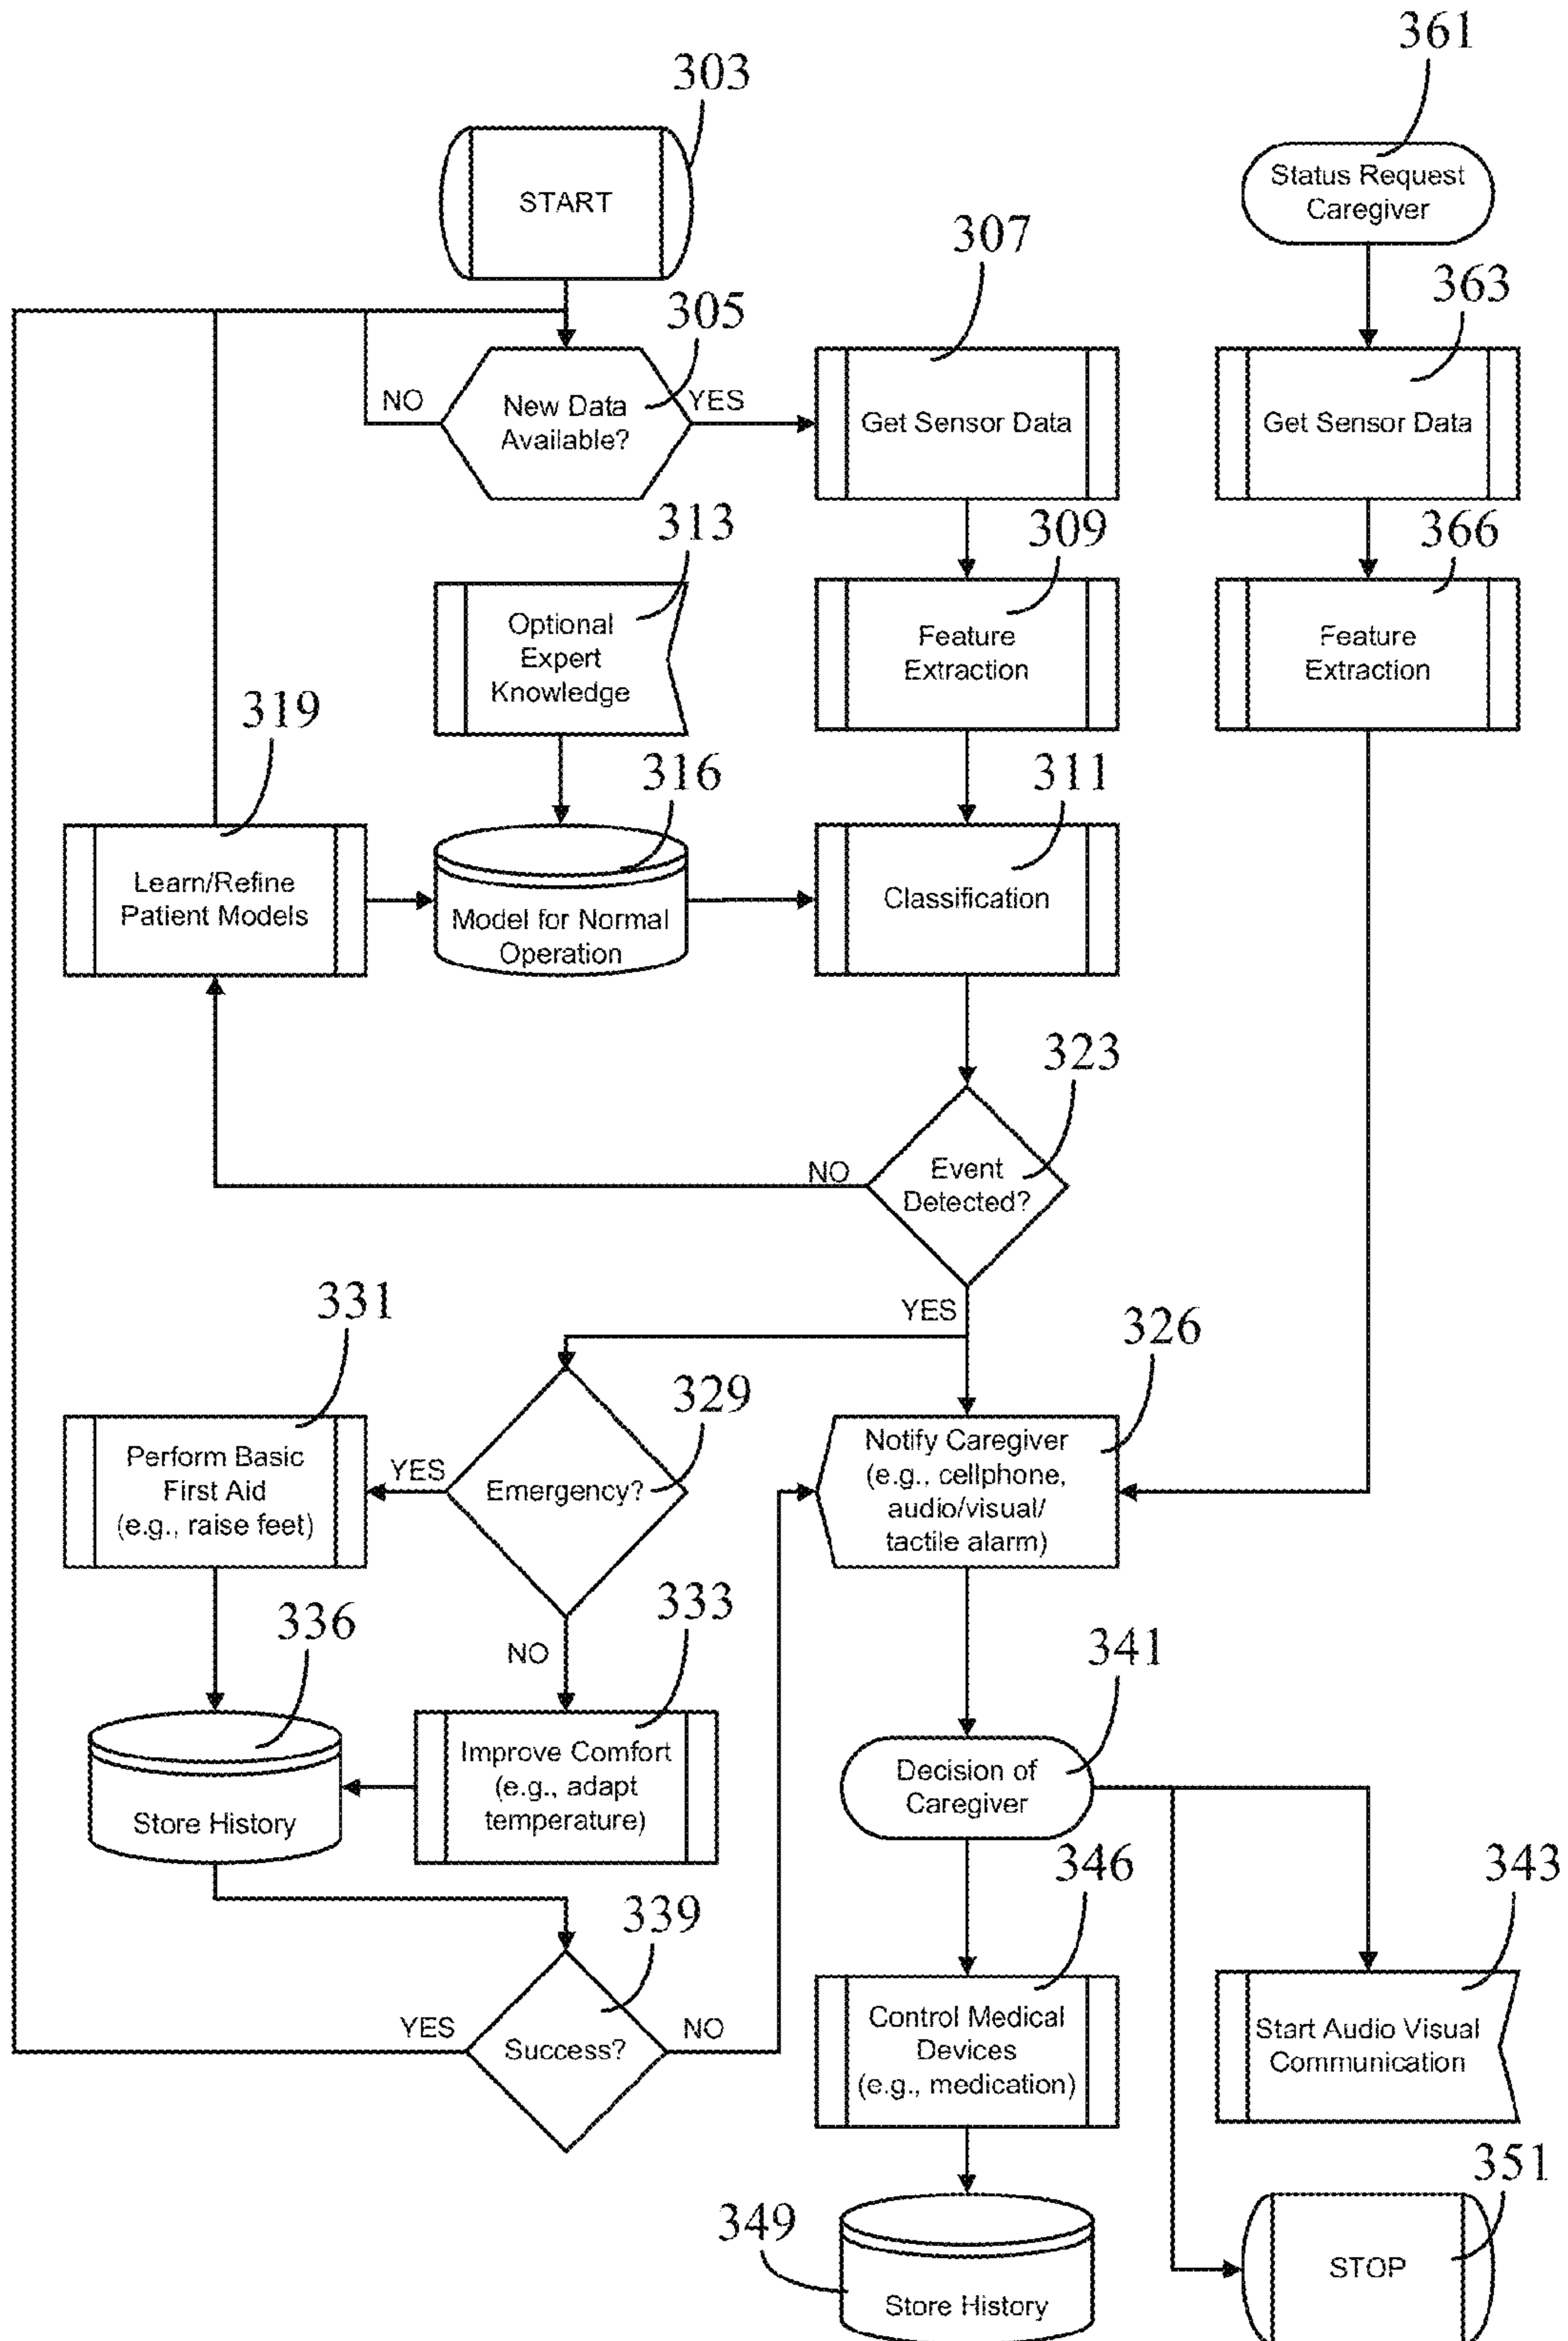 361
303
START
Status Request
Caregiver
307
363
305
NO
New Data
Available?
YES
Get Sensor Data
Get Sensor Data
313
309
366
Optional
Expert
Knowledge
Feature
Extraction
Feature
Extraction
319
316
311
Learn/Refine
Patient Models
Model for Normal
Operation
Classification
323
NO
Event
Detected?
YES
331
326
329
Perform Basic
First Aid
(e.g., raise feet)
YES
Emergency?
Notify Caregiver
(e.g., cellphone,
audio/visual/
tactile alarm)
336
333
NO
341
Store History
Improve Comfort
(e.g., adapt
temperature)
Decision of
Caregiver
346
343
339
YES
Success?
NO
Control Medical
Devices
(e.g., medication)
Start Audio Visual
Communication
351
349
Store History
STOP